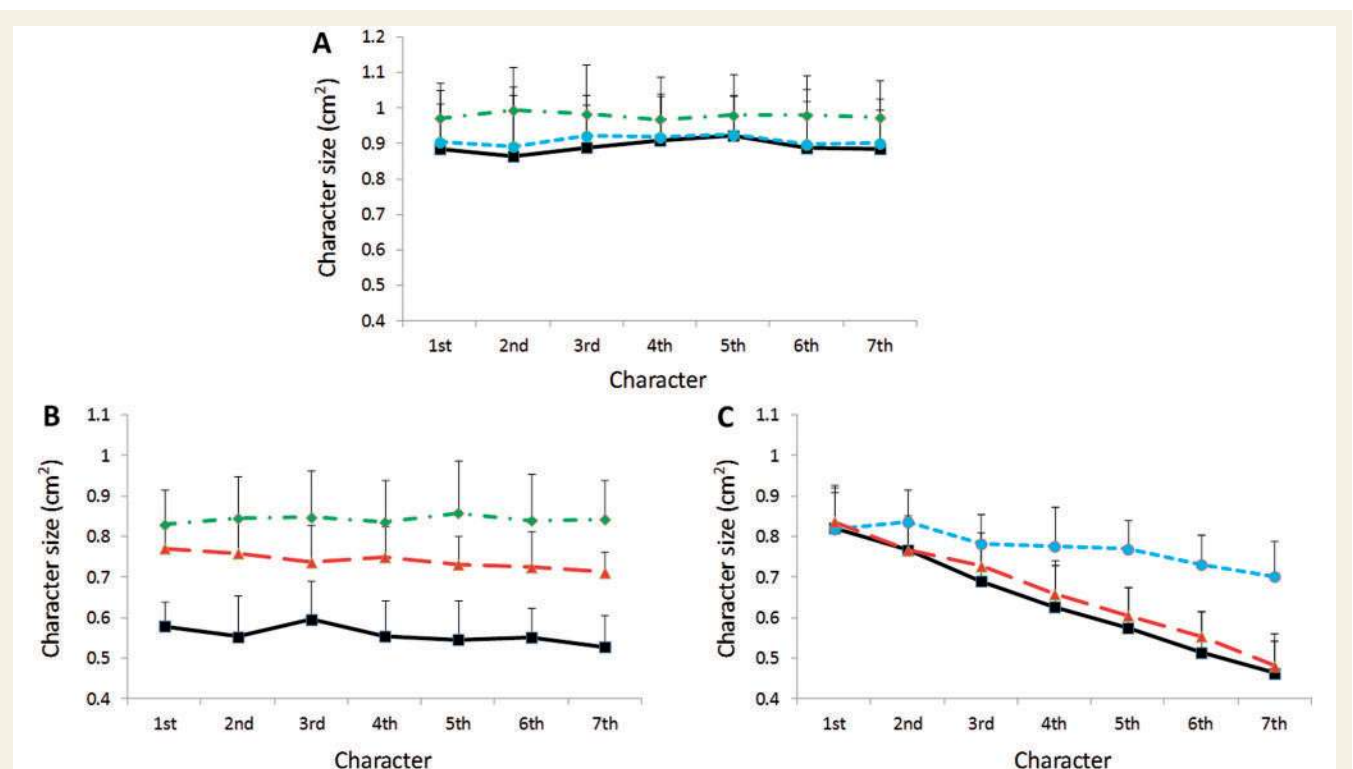 A
Character size (cm²)
1.2
1.1
1
0.9
0.8
0.7
0.6
0.5
0.4
1st 2nd 3rd 4th 5th 6th 7th
Character
B
Character size (cm²)
1.1
1
0.9
0.8
0.7
0.6
0.5
0.4
1st 2nd 3rd 4th 5th 6th 7th
Character
C
Character size (cm²)
1.1
1
0.9
0.8
0.7
0.6
0.5
0.4
1st 2nd 3rd 4th 5th 6th 7th
Character